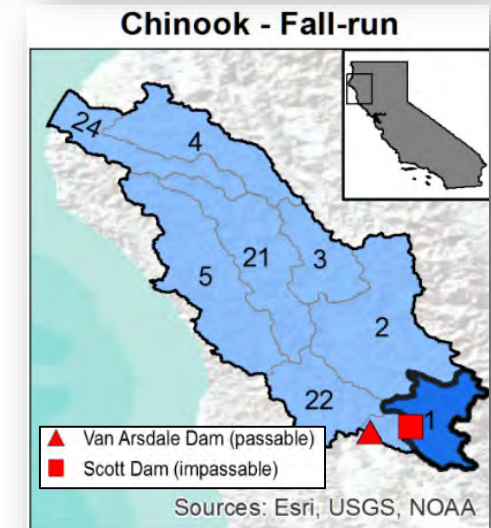 Chinook - Fall-run
24
4
21
3
5
2
22
1
Van Arsdale Dam (passable)
Scott Dam (impassable)
Sources: Esri, USGS, NOAA